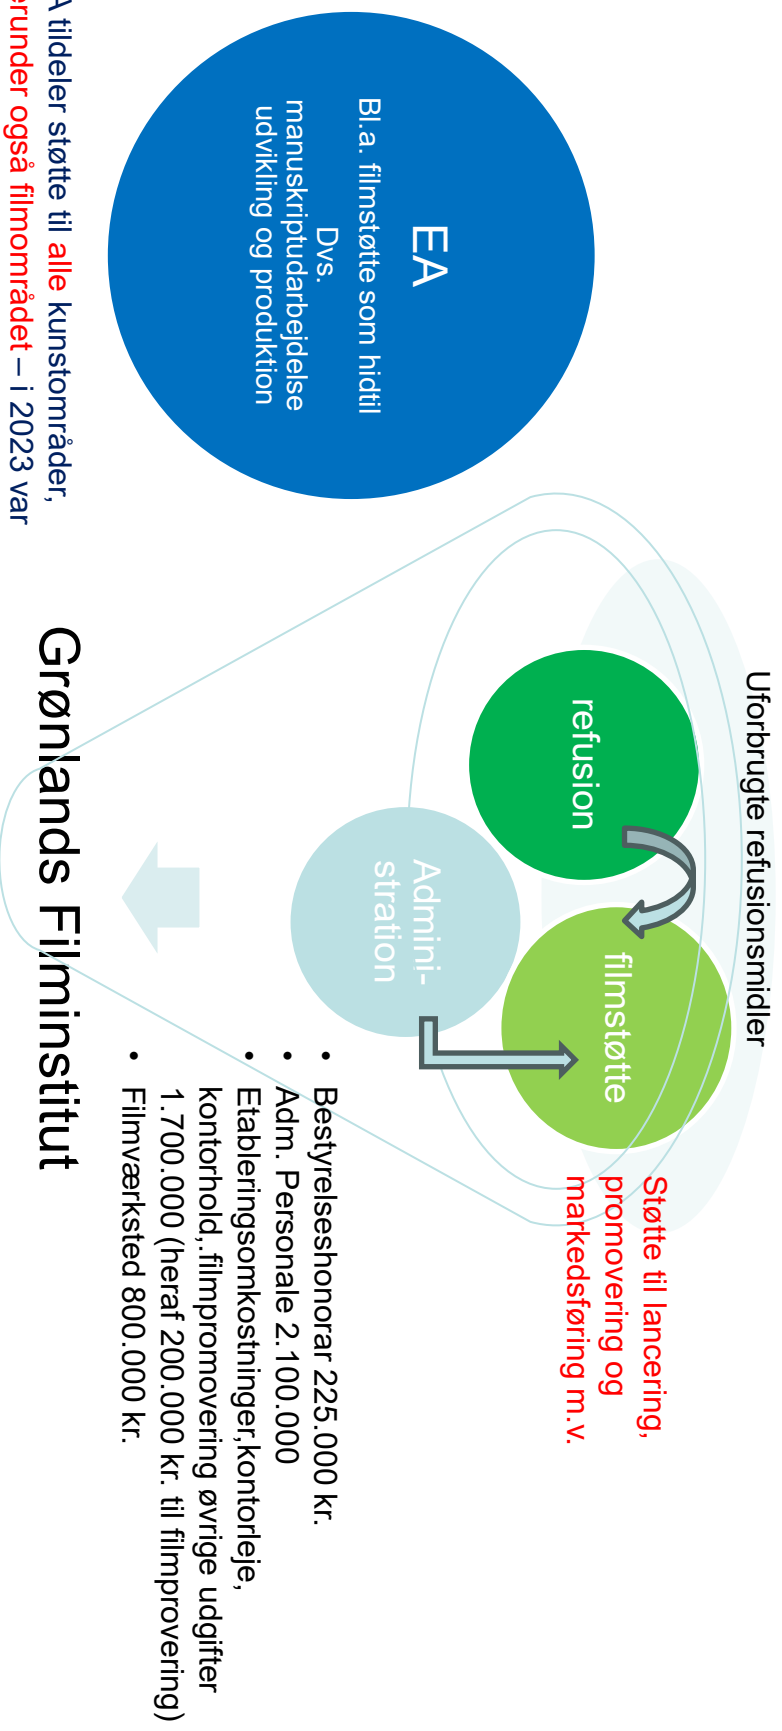 Uforbrugte refusionsmidler
EA
Bl.a. filmstøtte som hidtil
Dvs.
manuskriptudarbejdelse
udvikling og produktion
refusion
filmstøtte
Admini-
stration
Støtte til lancering,
promovering og
markedsføring m.v.
• Bestyrelseshonorar 225.000 kr.
• Adm. Personale 2.100.000
• Etableringsomkostninger,kontorleje,
kontorhold,.filmpromovering øvrige udgifter
1.700.000 (heraf 200.000 kr. til filmprovering)
• Filmværksted 800.000 kr.
Grønlands Filminstitut
A tildeler støtte til alle kunstområder,
erunder også filmområdet – i 2023 var